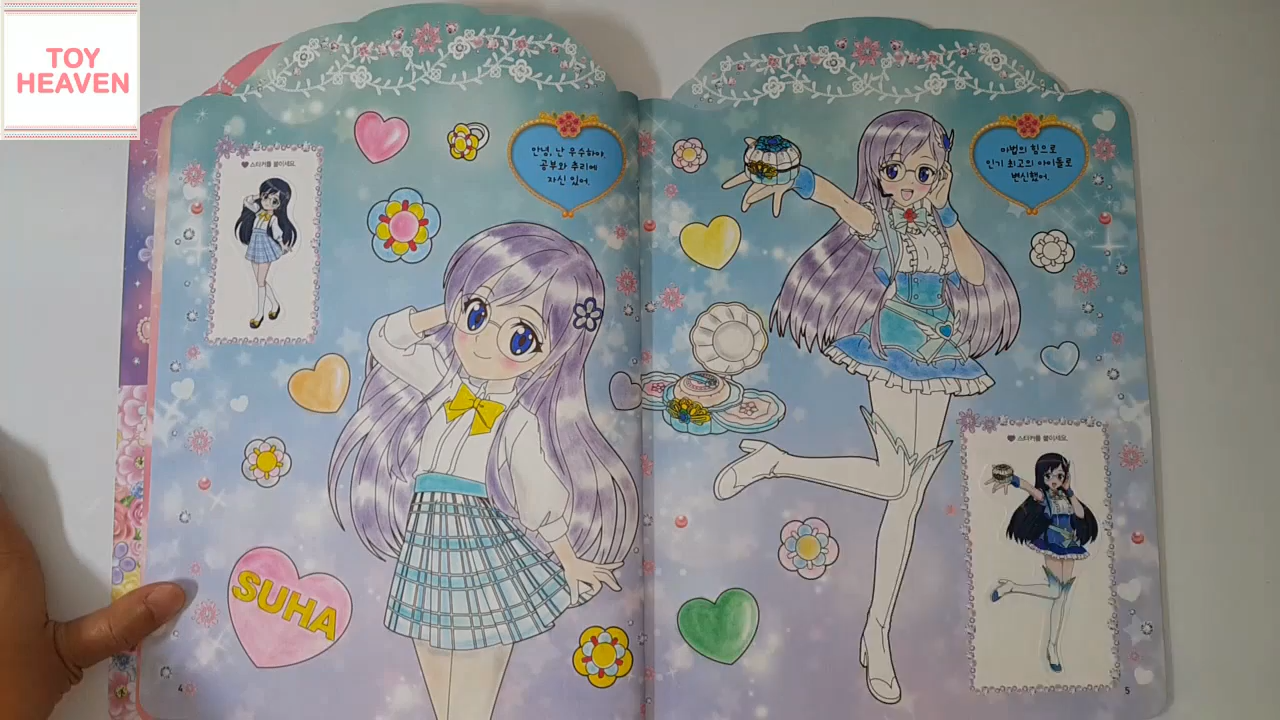 TOY
HEAVEN
스티커를 붙이세요.
안녕, 난 우수하야.
공부와 추리에
자신 있어.
SUHA
4
마법의 힘으로
인기 최고의 아이돌로
변신했어.
스티커를 붙이세요.
5